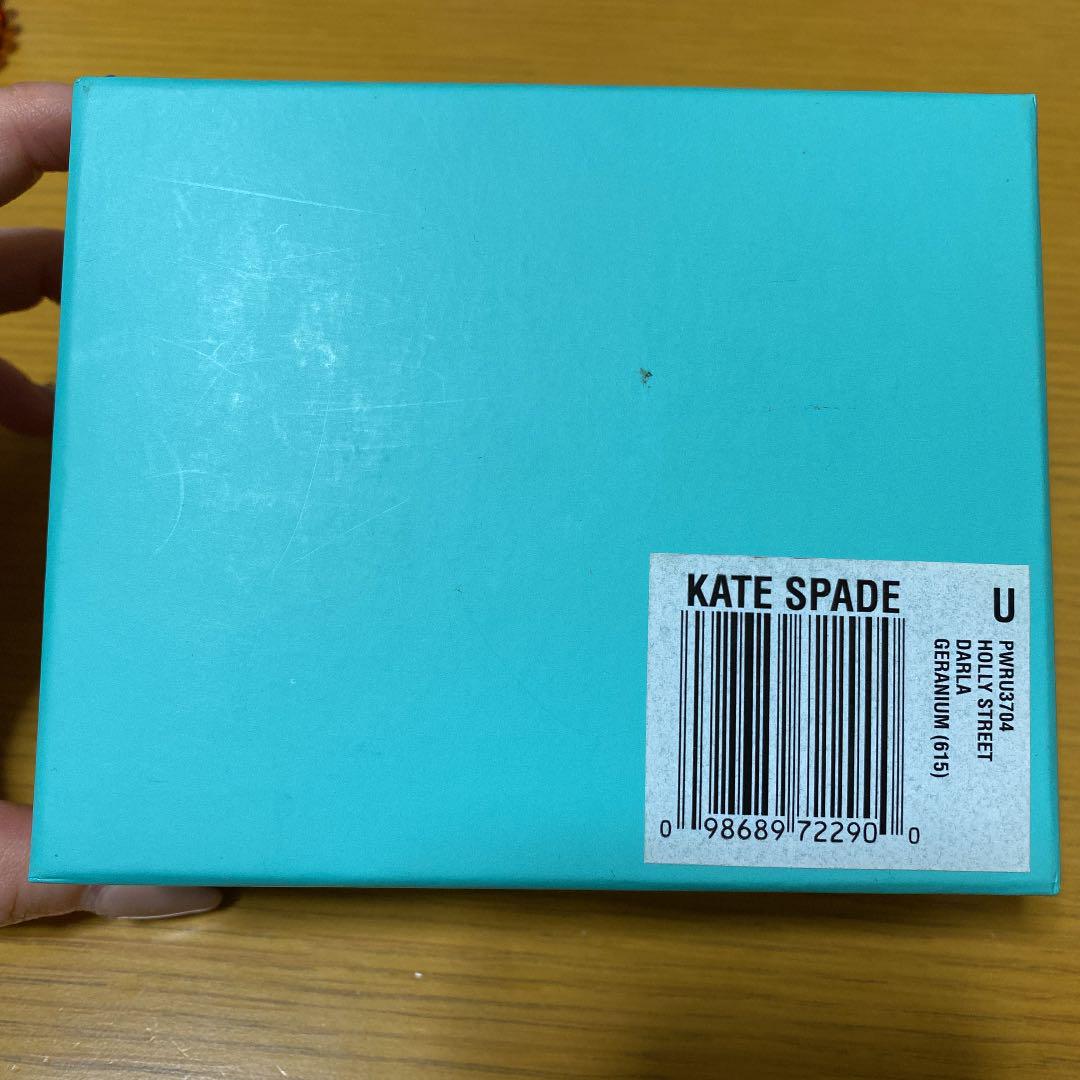 KATE SPADE
0 98689 72290 0
U
PWRU3704
HOLLY STREET
DARLA
GERANIUM (615)